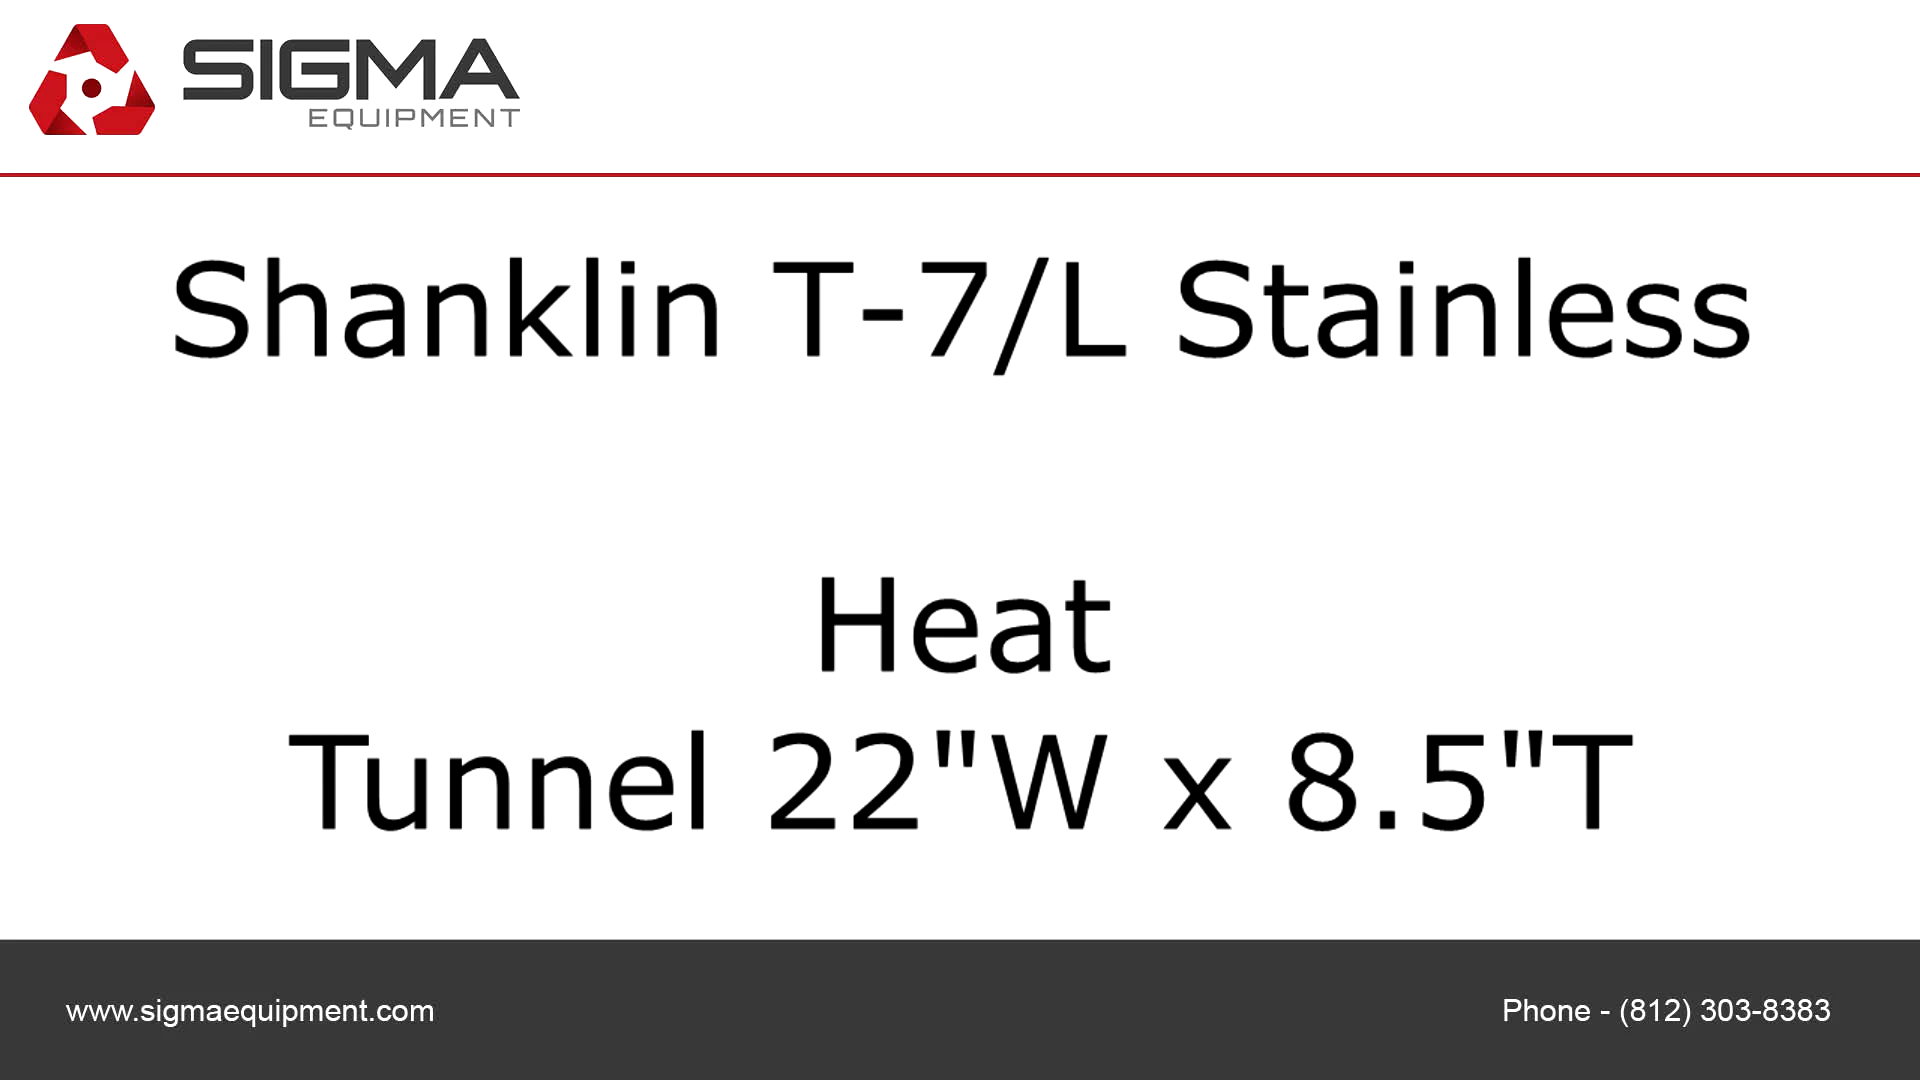 SIGMA
EQUIPMENT
Shanklin T-7/L Stainless
Heat
Tunnel 22"W x 8.5"T
www.sigmaequipment.com
Phone - (812) 303-8383